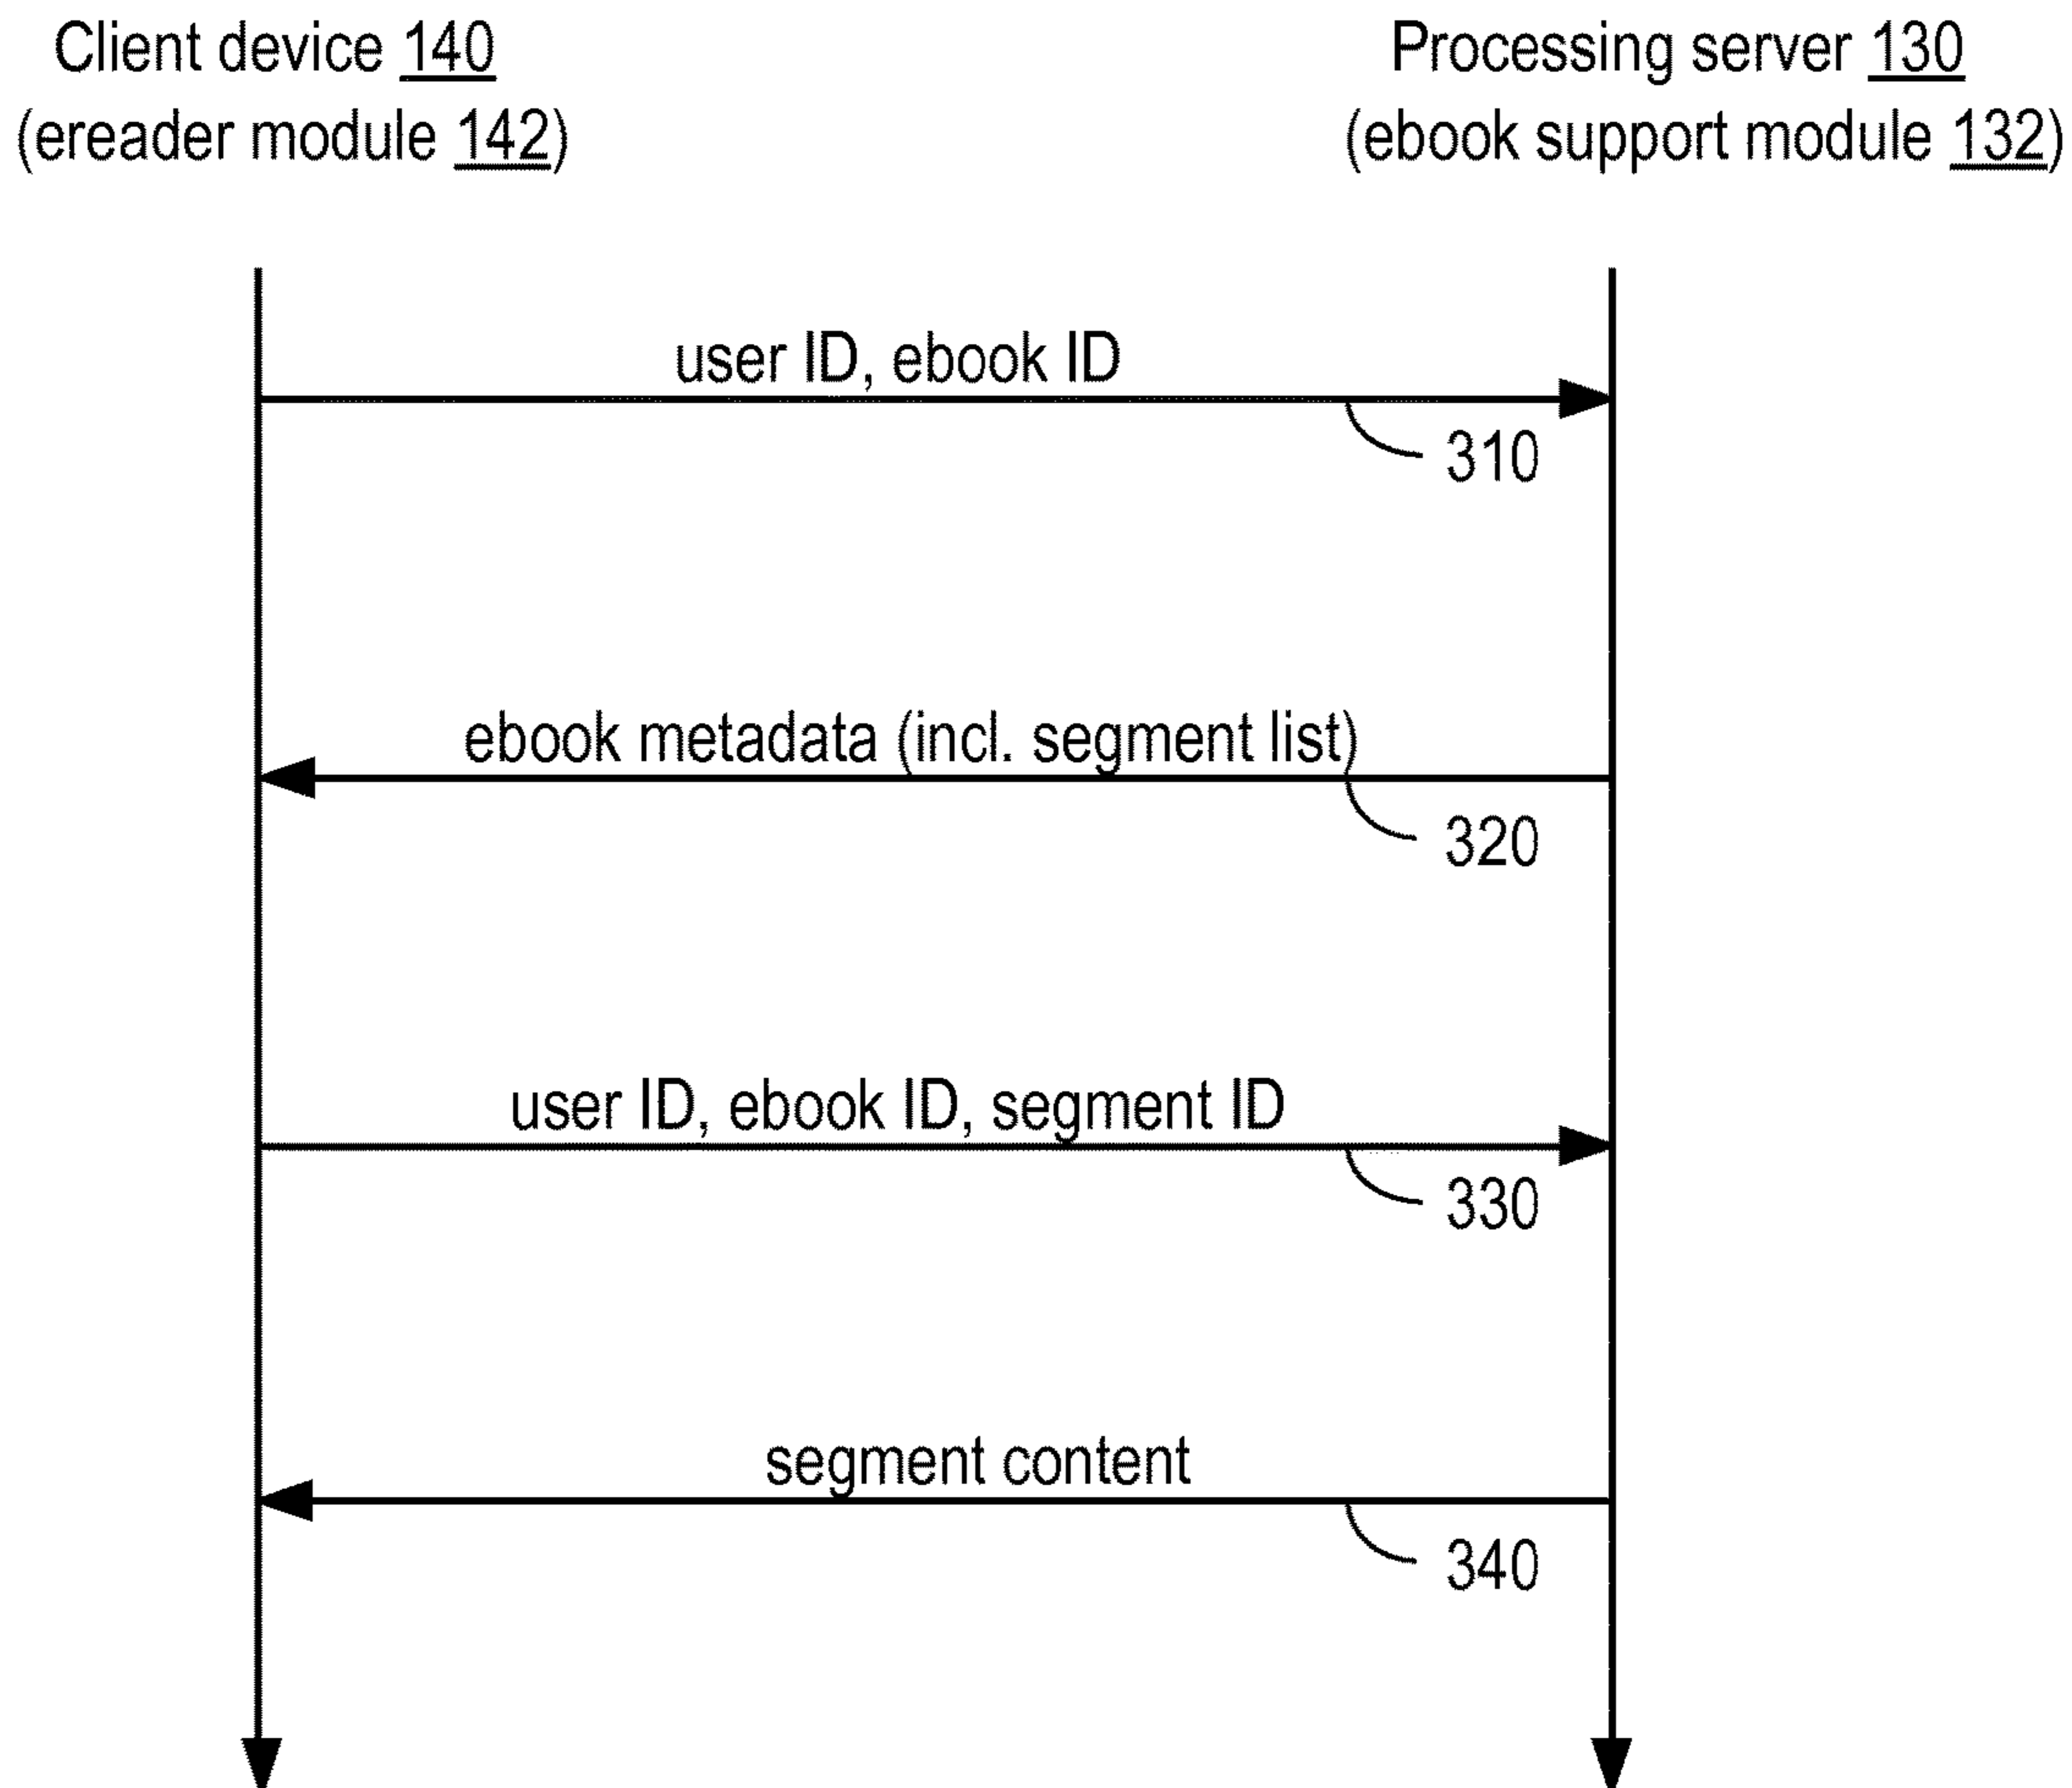 Client device 140
(ereader module 142)
Processing server 130
(ebook support module 132)
user ID, ebook ID
310
ebook metadata (incl. segment list)
320
user ID, ebook ID, segment ID
330
segment content
340